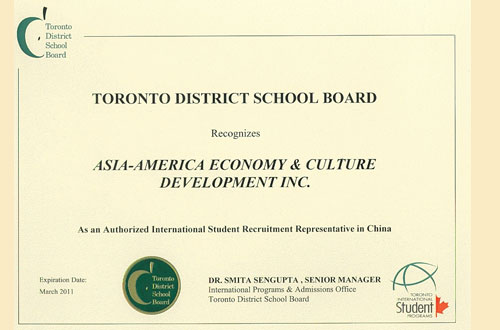 Toronto
District
School
Board
TORONTO DISTRICT SCHOOL BOARD
Recognizes
ASIA-AMERICA ECONOMY & CULTURE
DEVELOPMENT INC.
As an Authorized International Student Recruitment Representative in China
Expiration Date:
March 2011
Toronto
District
School
Board
DR. SMITA SENGUPTA , SENIOR MANAGER
International Programs & Admissions Office
Toronto District School Board
TORONTO
INTERNATIONAL
Student
PROGRAMS